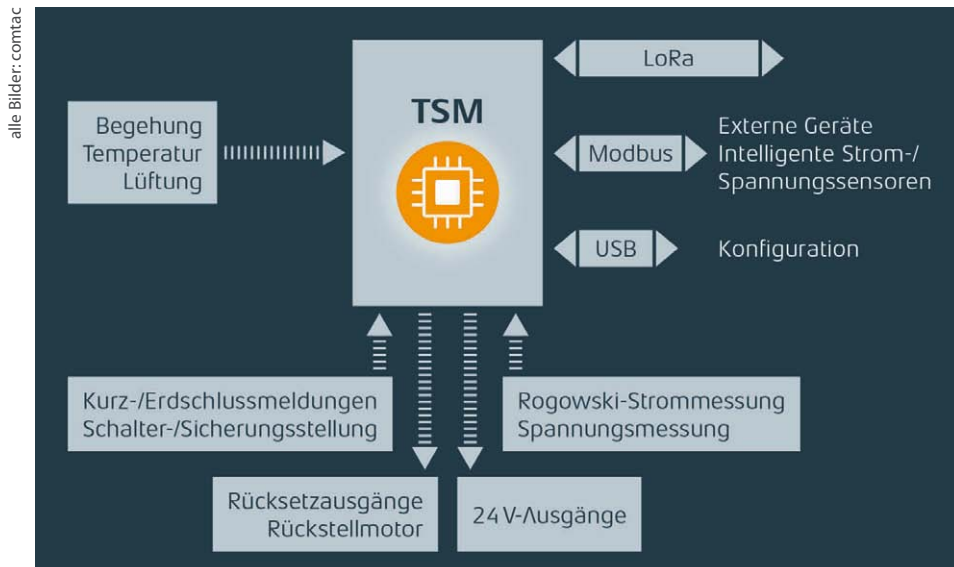 alle Bilder: comtac
TSM
LoRa
Begehung
Temperatur
Lüftung
Modbus
Externe Geräte
Intelligente Strom-/
Spannungssensoren
USB
Konfiguration
Kurz-/Erdschlussmeldungen
Schalter-/Sicherungsstellung
Rogowski-Strommessung
Spannungsmessung
Rücksetzausgänge
Rückstellmotor
24 V-Ausgänge